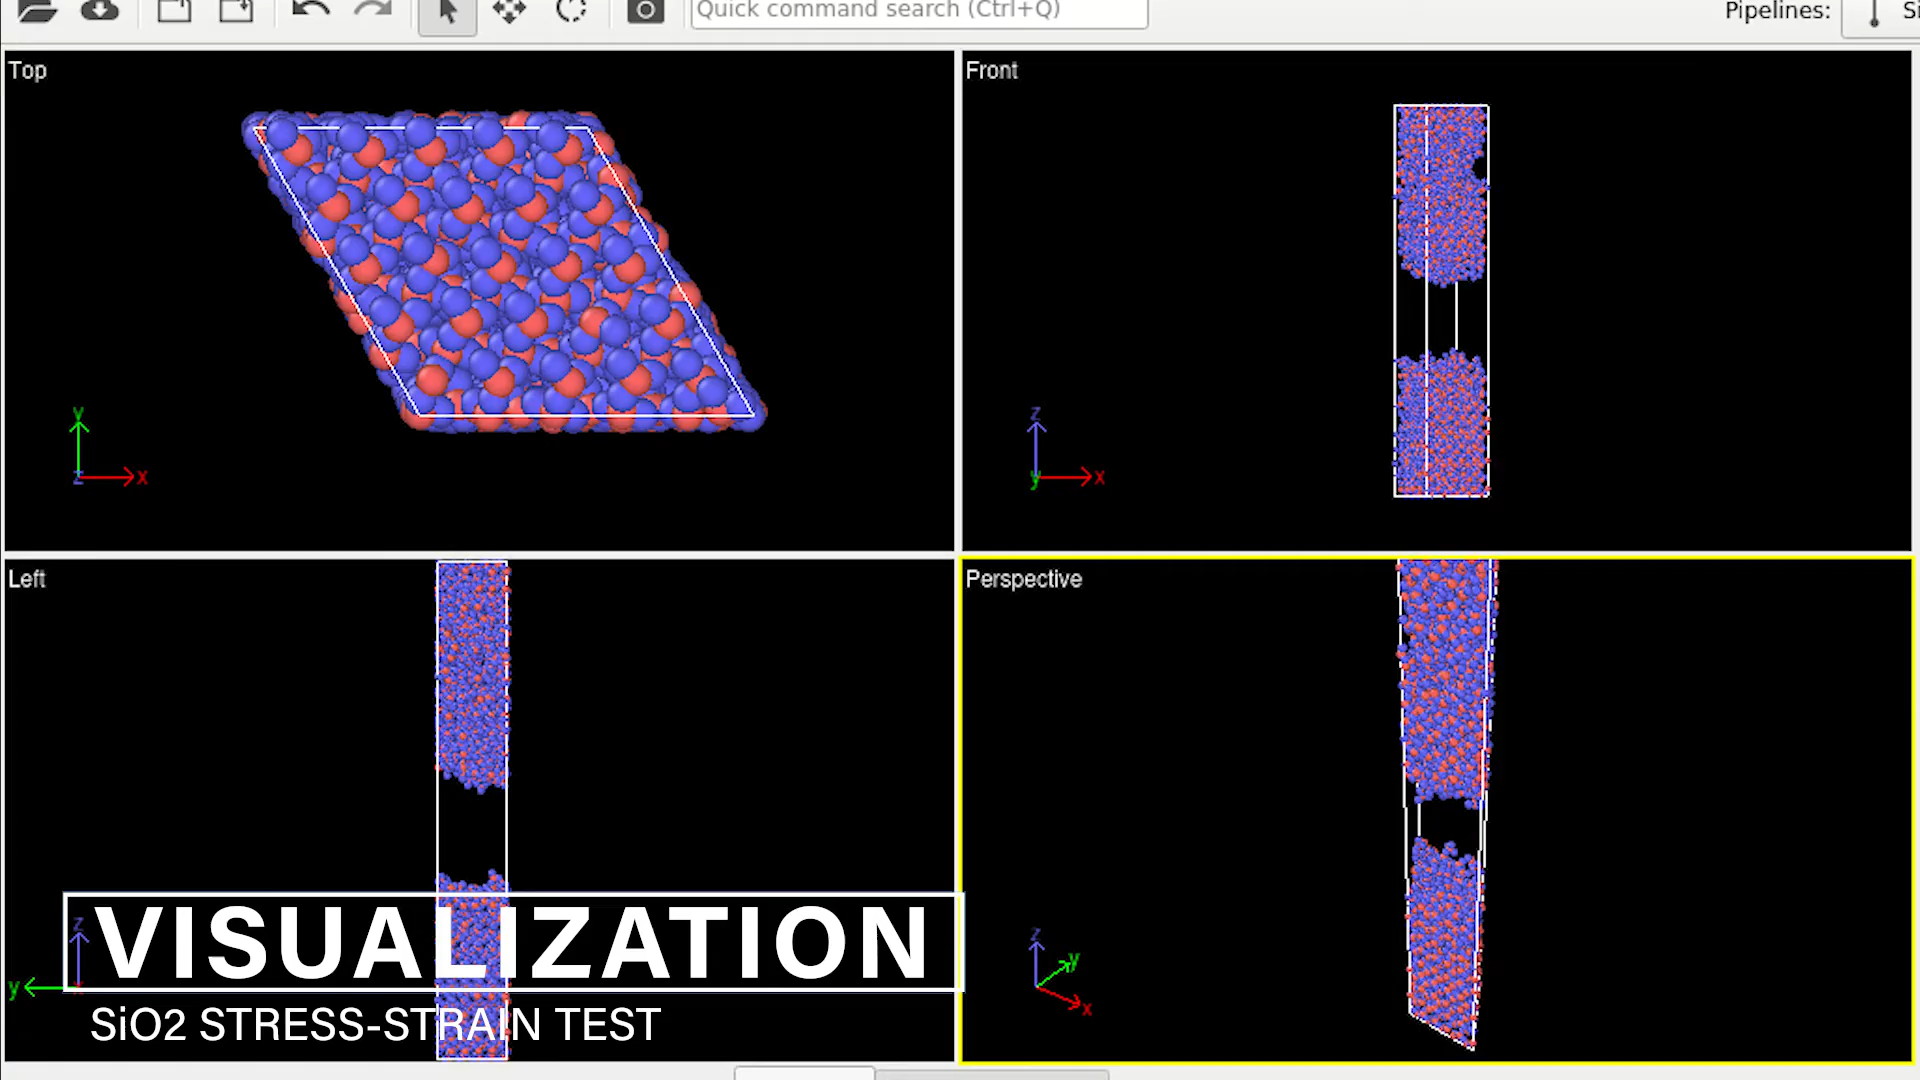 Quick command search (Ctrl+Q)
Pipelines:
Top
y
z
x
Front
z
y
x
Left
z
y
Perspective
z
y
x
VISUALIZATION
SiO2 STRESS-STRAIN TEST